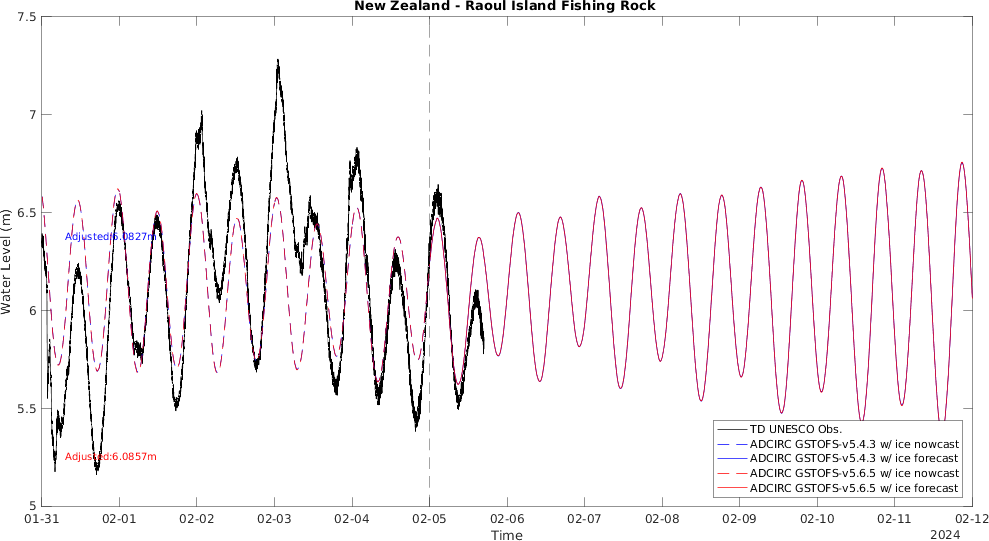 New Zealand - Raoul Island Fishing Rock
7.5
7
6.5
6
5.5
5
Water Level (m)
Adjusted:6.0827m
Adjusted:6.0857m
TD UNESCO Obs.
ADCIRC GSTOFS-v5.4.3 w/ ice nowcast
ADCIRC GSTOFS-v5.4.3 w/ ice forecast
ADCIRC GSTOFS-v5.6.5 w/ ice nowcast
ADCIRC GSTOFS-v5.6.5 w/ ice forecast
01-31 02-01 02-02 02-03 02-04 02-05 02-06 02-07 02-08 02-09 02-10 02-11 02-12
Time
2024